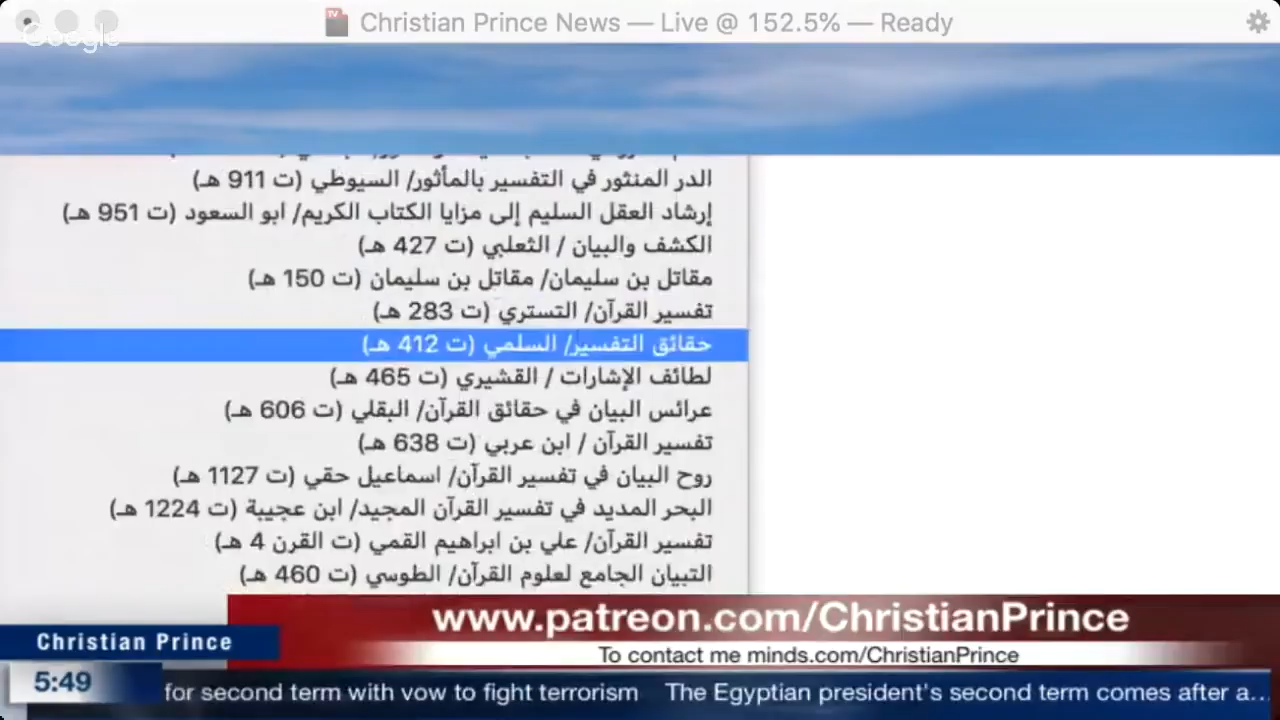 Christian Prince News — Live @ 152.5% — Ready
Google
الدر المنثور في التفسير بالمأثور/ السيوطي (ت 911 هـ)
إرشاد العقل السليم إلى مزايا الكتاب الكريم/ ابو السعود (ت 951 هـ)
الكشف والبيان / الثعلبي (ت 427 هـ)
مقاتل بن سليمان/ مقاتل بن سليمان (ت 150 هـ)
تفسير القرآن/ التستري (ت 283 هـ)
حقائق التفسير/ السلمي (ت 412 هـ)
لطائف الإشارات / القشيري (ت 465 هـ)
عرائس البيان في حقائق القرآن/ البقلي (ت 606 هـ)
تفسير القرآن / ابن عربي (ت 638 هـ)
روح البيان في تفسير القرآن/ اسماعيل حقي (ت 1127 هـ)
البحر المديد في تفسير القرآن المجيد/ ابن عجيبة (ت 1224 هـ)
تفسير القرآن/ علي بن ابراهيم القمي (ت القرن 4 هـ)
التبيان الجامع لعلوم القرآن/ الطوسي (ت 460 هـ)
www.patreon.com/ChristianPrince
Christian Prince
To contact me minds.com/ChristianPrince
5:49
for second term with vow to fight terrorism The Egyptian president's second term comes after a...